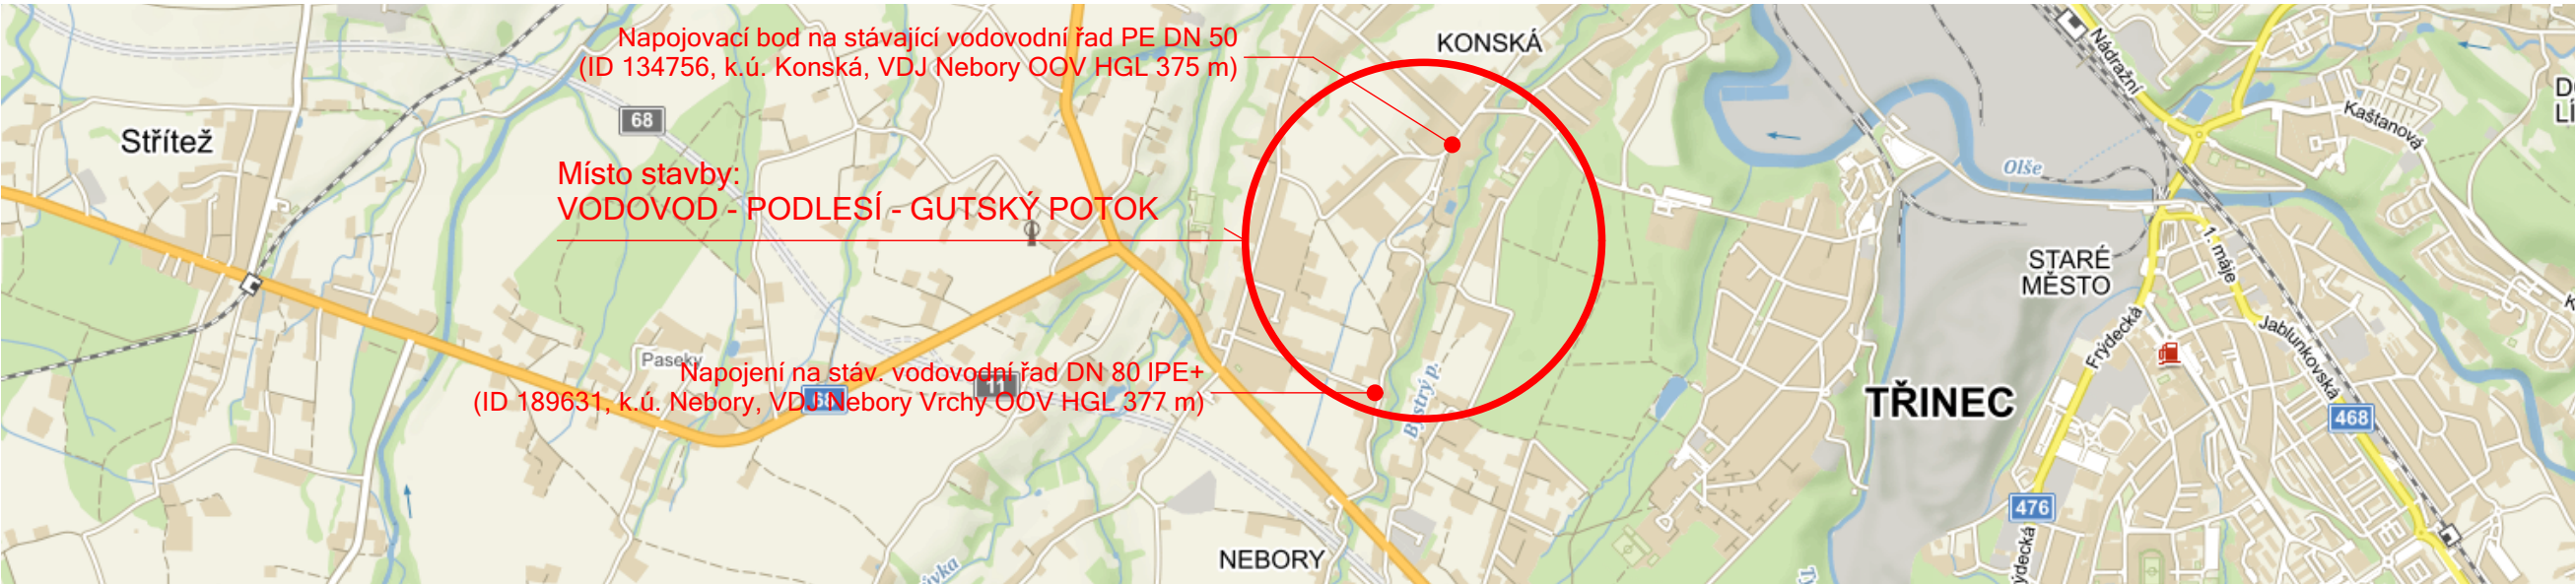 Napojovací bod na stávající vodovodní řad PE DN 50
(ID 134756, k.ú. Konská, VDJ Nebory OOV HGL 375 m)
KONSKÁ
Nádražní
Kaštanová
68
Střítež
Olše
Místo stavby:
VODOVOD - PODLESÍ - GUTSKÝ POTOK
STARÉ
MĚSTO
1. máje
Frýdecká
Jablunkovská
Paseky
Napojení na stáv. vodovodní řad DN 80 IPE+
(ID 189631, k.ú. Nebory, VDJ Nebory Vrchy OOV HGL 377 m)
11
68
Bystrý p.
TŘINEC
468
476
NEBORY